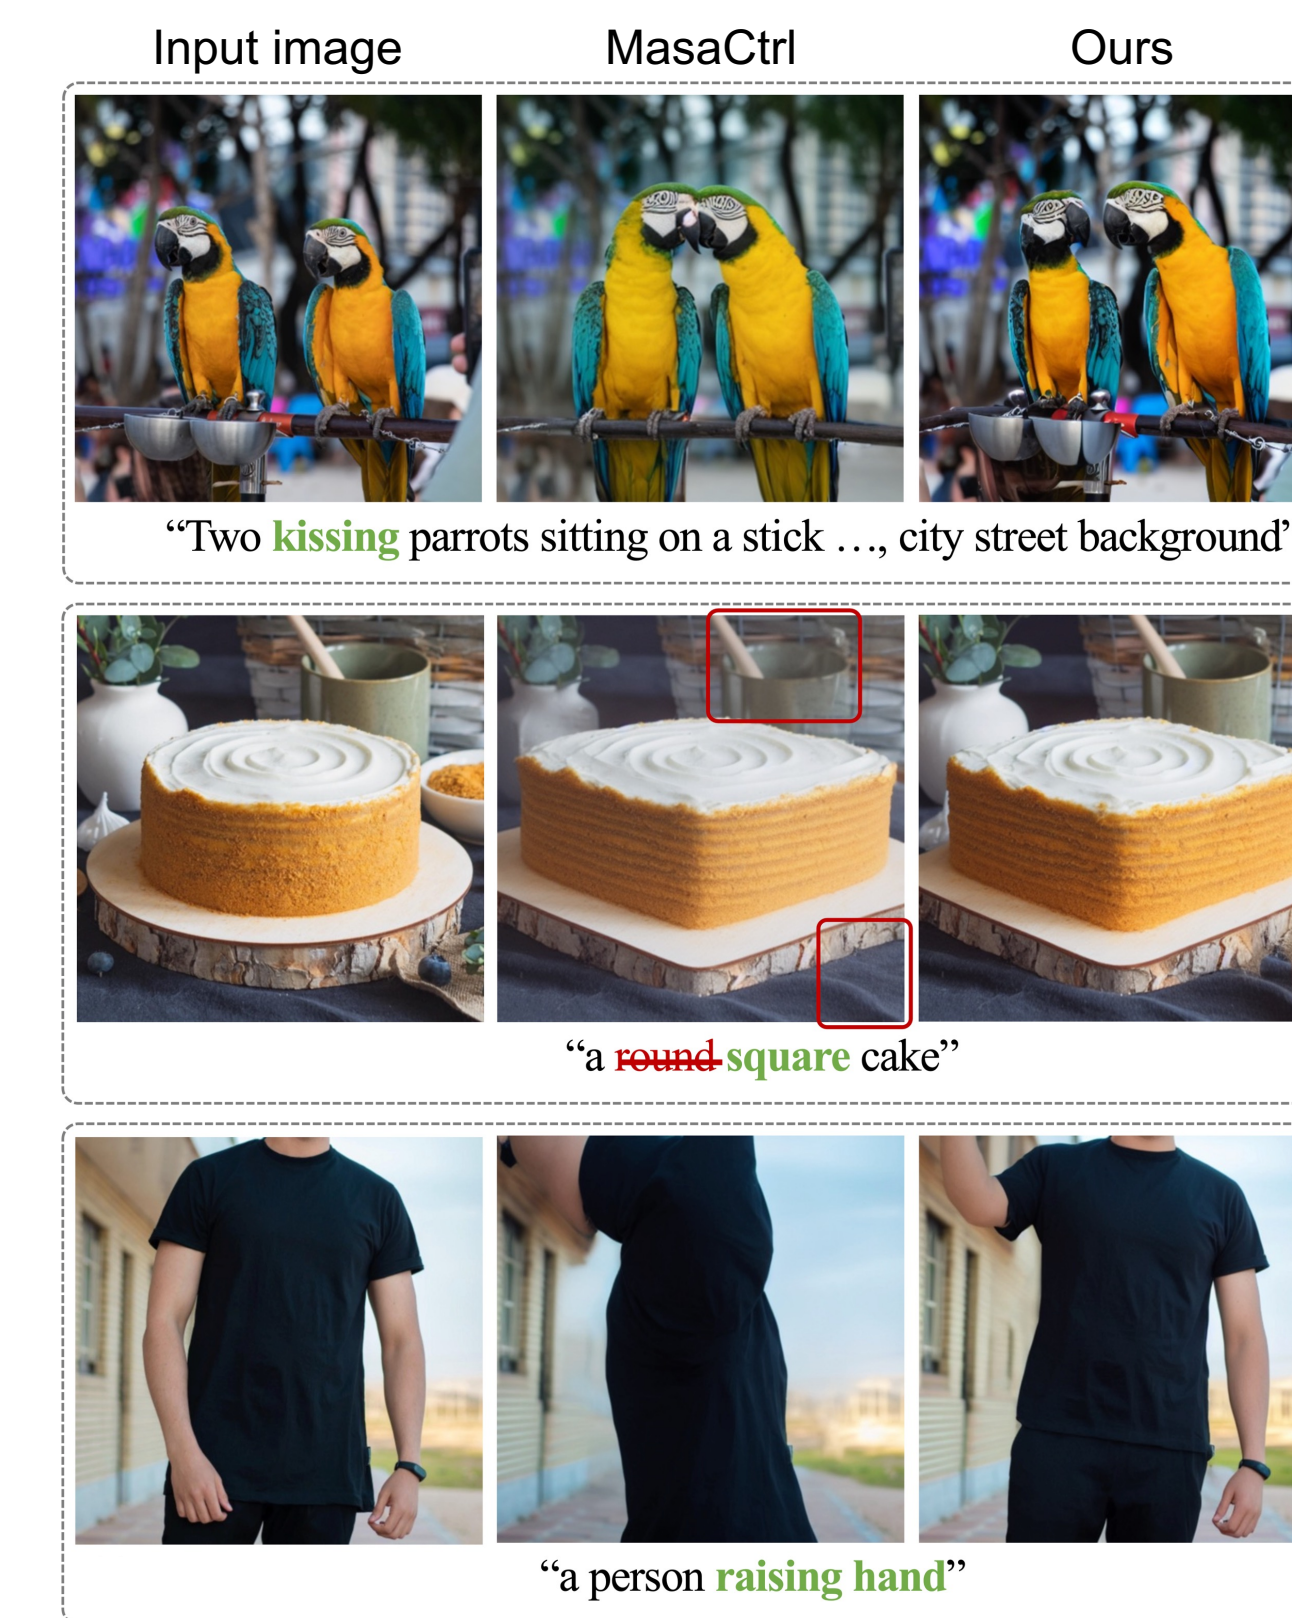 Input image MasaCtrl Ours
“Two kissing parrots sitting on a stick …, city street background”
“a round square cake”
“a person raising hand”